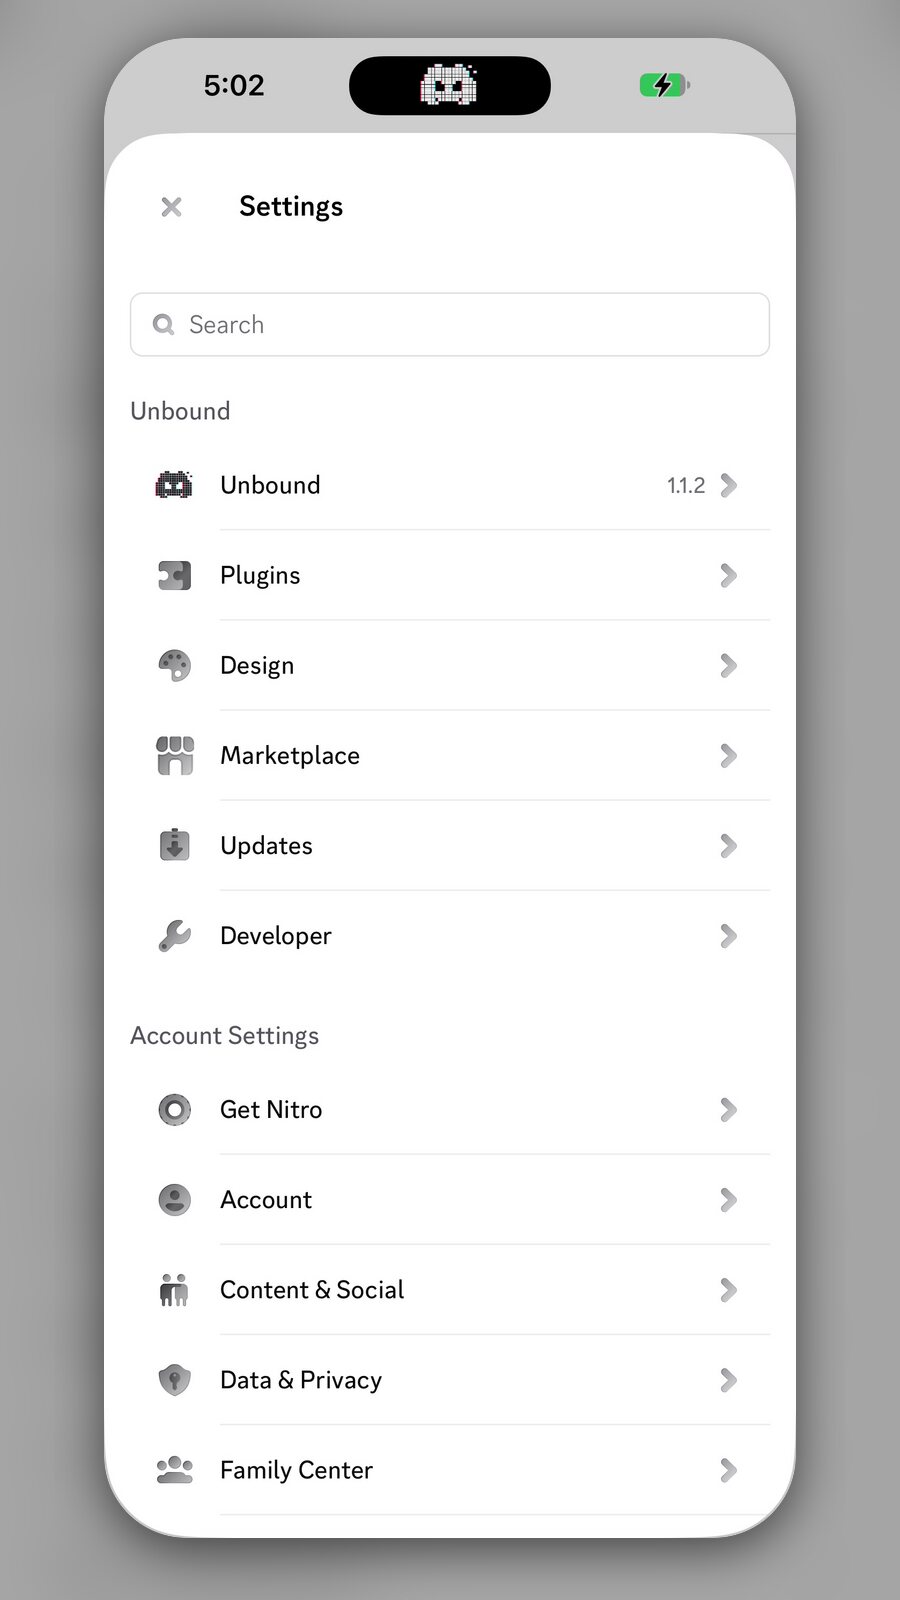 5:02
Settings
Search
Unbound
Unbound 1.1.2
Plugins
Design
Marketplace
Updates
Developer
Account Settings
Get Nitro
Account
Content & Social
Data & Privacy
Family Center